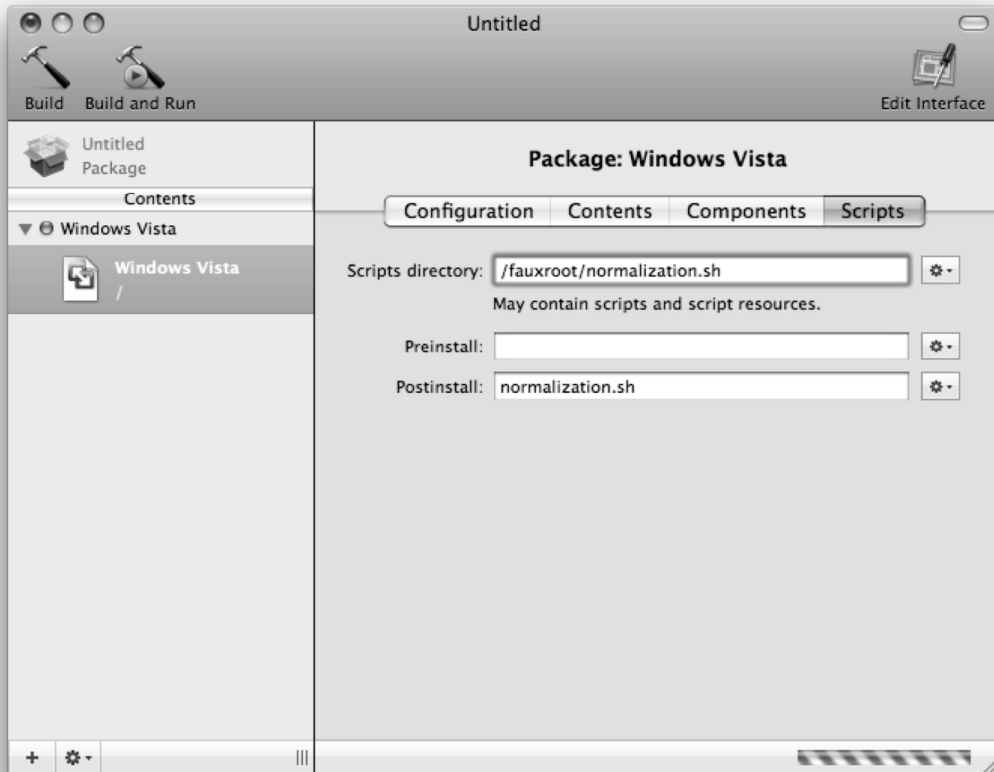 Untitled
Build Build and Run Edit Interface
Untitled
Package
Contents
Windows Vista
Windows Vista
/
Package: Windows Vista
Configuration Contents Components Scripts
Scripts directory: /fauxroot/normalization.sh
May contain scripts and script resources.
Preinstall:
Postinstall: normalization.sh